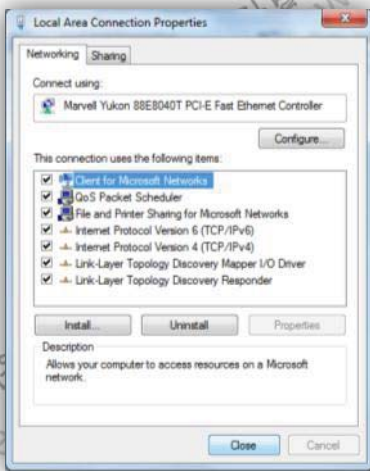 Local Area Connection Properties
Networking
Sharing
Connect using:
Marvell Yukon 88E8040T PCI-E Fast Ethernet Controller
Configure...
This connection uses the following items:
Client for Microsoft Networks
QoS Packet Scheduler
File and Printer Sharing for Microsoft Networks
Internet Protocol Version 6 (TCP/IPv6)
Internet Protocol Version 4 (TCP/IPv4)
Link-Layer Topology Discovery Mapper I/O Driver
Link-Layer Topology Discovery Responder
Install...
Uninstall
Properties
Description
Allows your computer to access resources on a Microsoft
network.
Close
Cancel